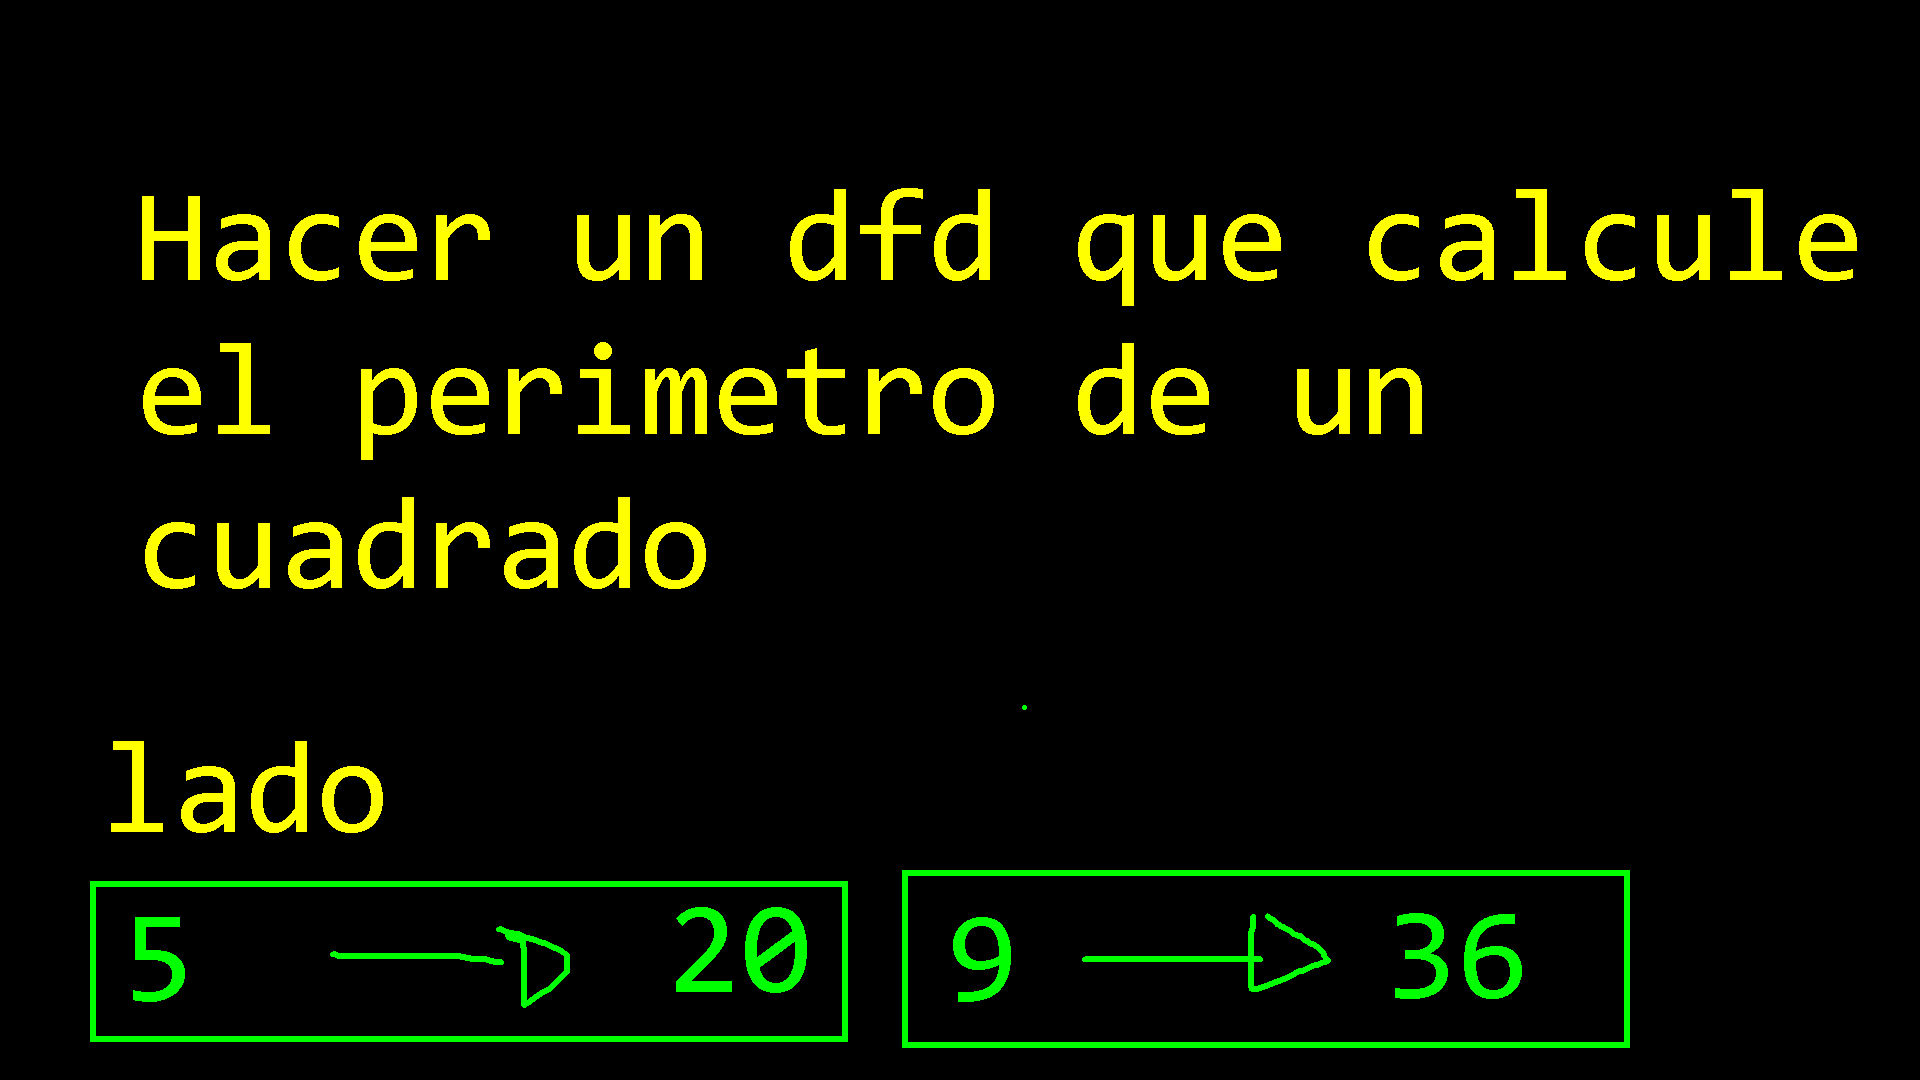 Hacer un dfd que calcule
el perimetro de un
cuadrado
lado
5 20 9 36